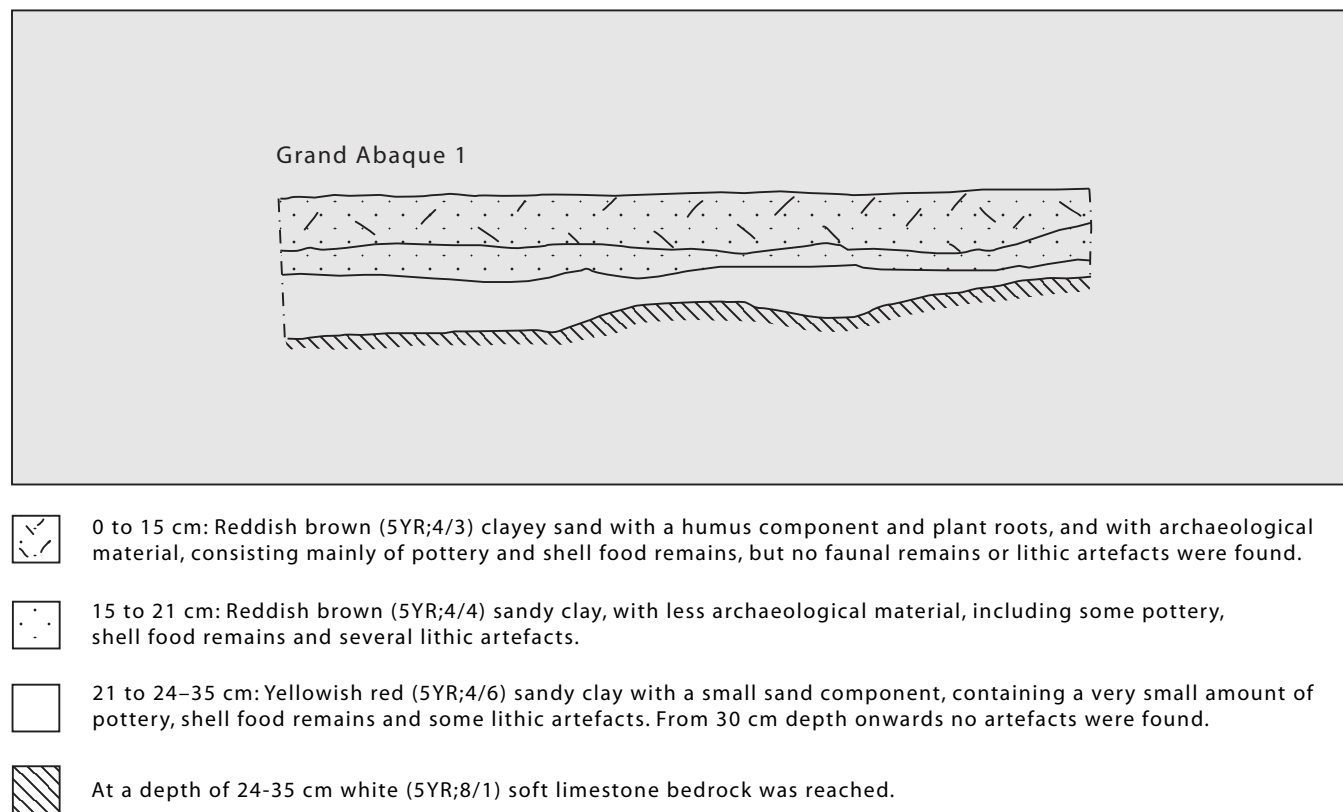 Grand Abaque 1
0 to 15 cm: Reddish brown (5YR;4/3) clayey sand with a humus component and plant roots, and with archaeological
material, consisting mainly of pottery and shell food remains, but no faunal remains or lithic artefacts were found.
15 to 21 cm: Reddish brown (5YR;4/4) sandy clay, with less archaeological material, including some pottery,
shell food remains and several lithic artefacts.
21 to 24–35 cm: Yellowish red (5YR;4/6) sandy clay with a small sand component, containing a very small amount of
pottery, shell food remains and some lithic artefacts. From 30 cm depth onwards no artefacts were found.
At a depth of 24-35 cm white (5YR;8/1) soft limestone bedrock was reached.